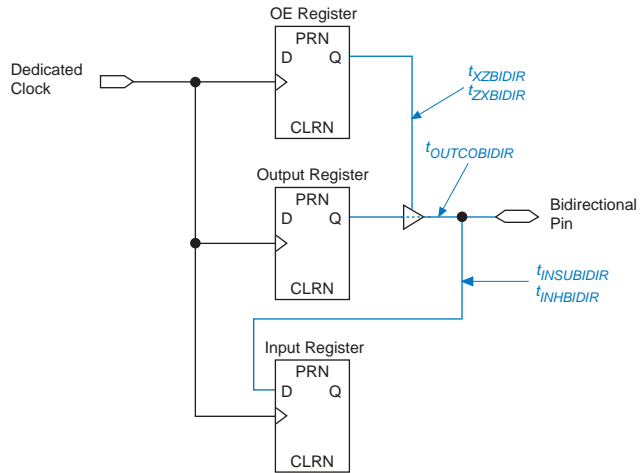 OE Register
PRN
D Q
CLRN
Dedicated
Clock
tXZBIDIR
tZXBIDIR
tOUTCOBIDIR
Output Register
PRN
D Q
CLRN
Bidirectional
Pin
tINSUBIDIR
tINHBIDIR
Input Register
PRN
D Q
CLRN